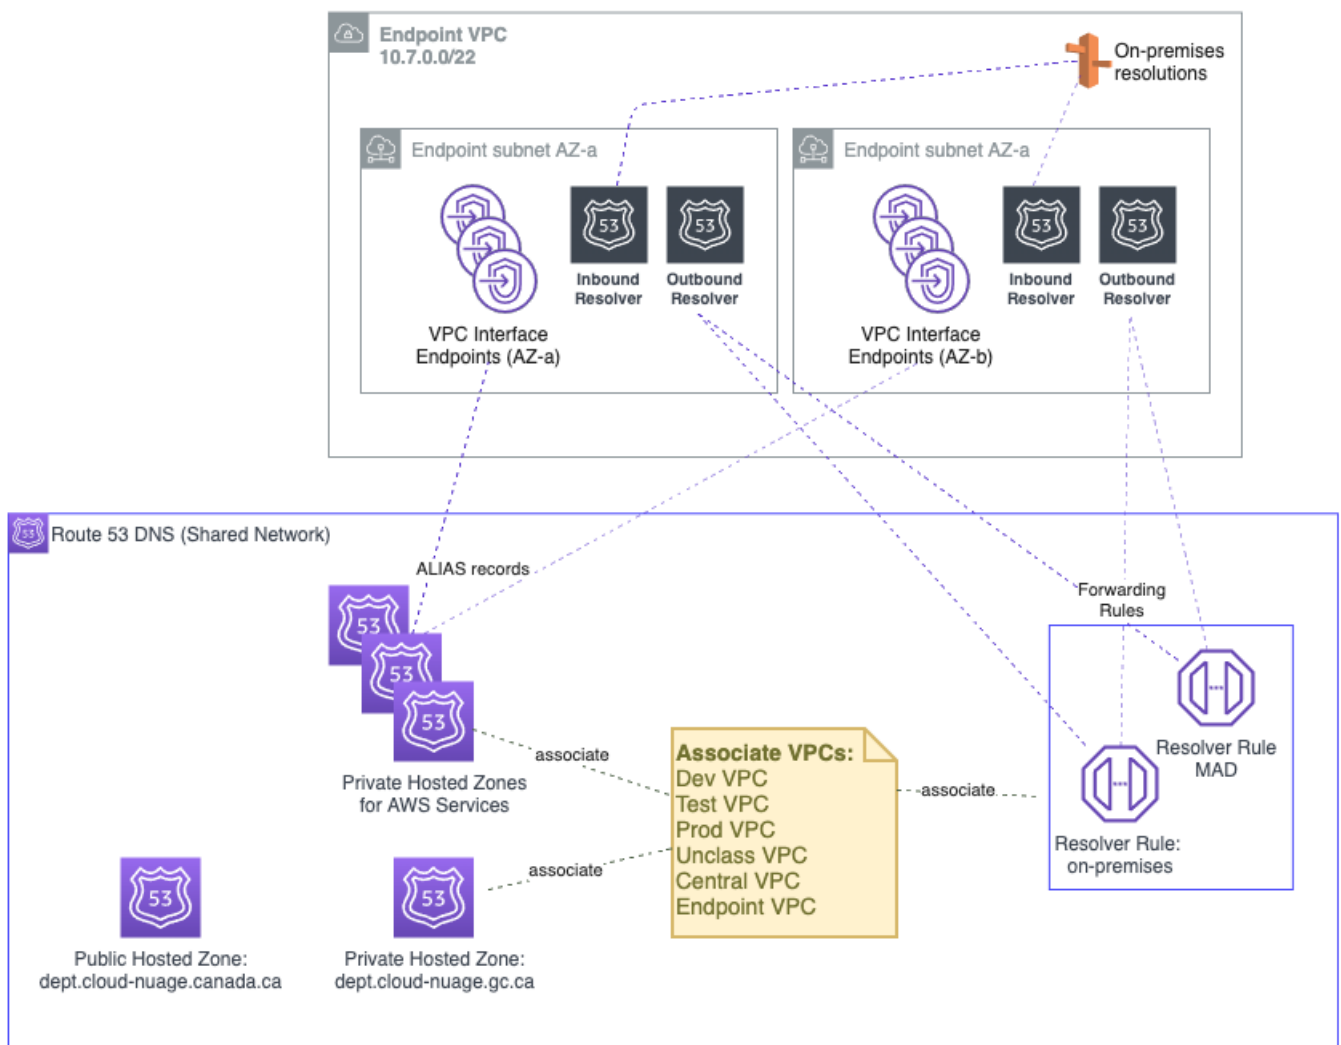 Endpoint VPC
10.7.0.0/22
On-premises
resolutions
Endpoint subnet AZ-a
Endpoint subnet AZ-a
53
53
53
53
Inbound
Resolver
Outbound
Resolver
Inbound
Resolver
Outbound
Resolver
VPC Interface
Endpoints (AZ-a)
VPC Interface
Endpoints (AZ-b)
53
Route 53 DNS (Shared Network)
ALIAS records
Forwarding
Rules
53
53
53
Private Hosted Zones
for AWS Services
associate
associate
associate
Associate VPCs:
Dev VPC
Test VPC
Prod VPC
Unclass VPC
Central VPC
Endpoint VPC
Resolver Rule
MAD
Resolver Rule:
on-premises
53
53
Public Hosted Zone:
dept.cloud-nuage.canada.ca
Private Hosted Zone:
dept.cloud-nuage.gc.ca